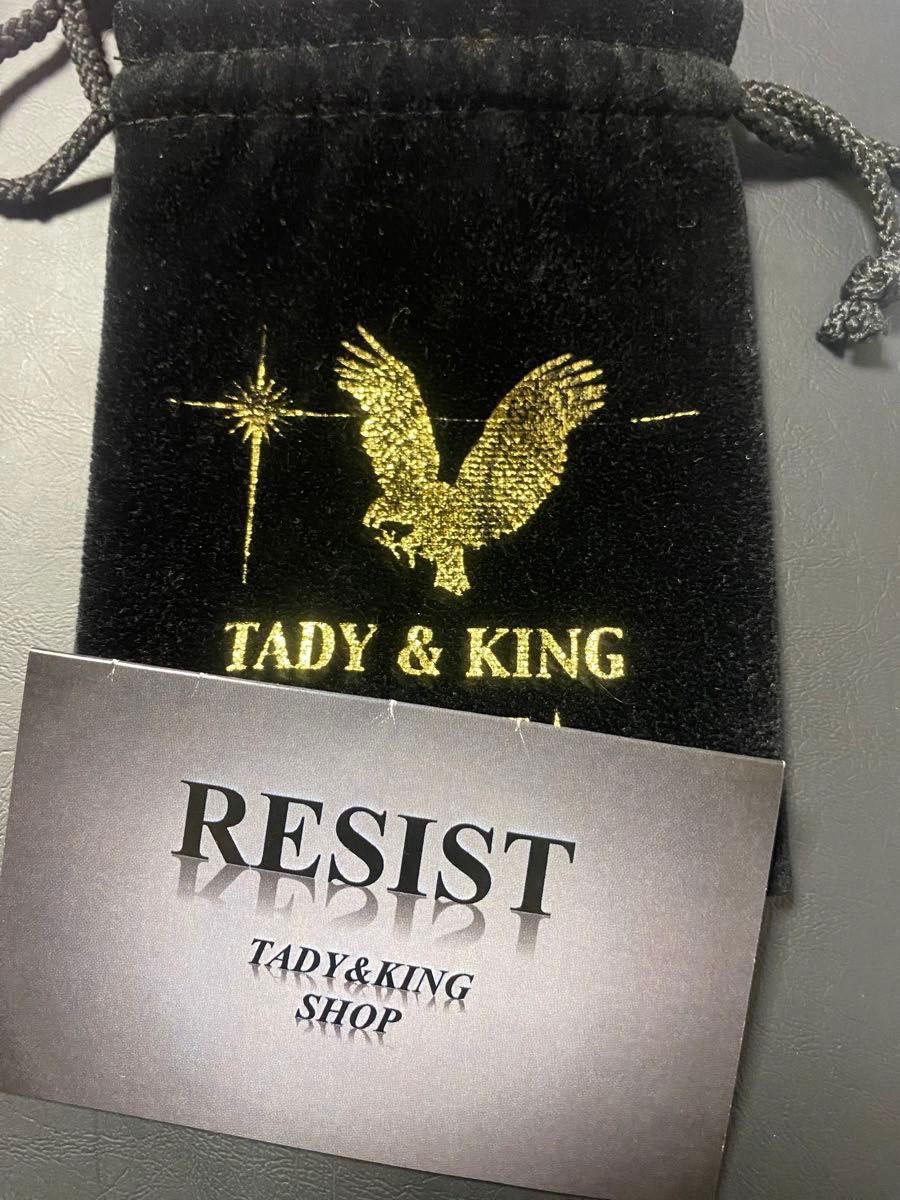 TADY & KING
RESIST
TADY&KING
SHOP